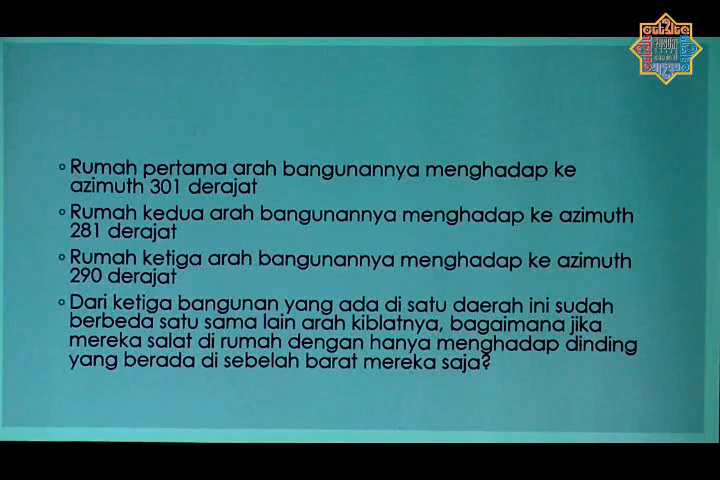 ◦ Rumah pertama arah bangunannya menghadap ke
azimuth 301 derajat
◦ Rumah kedua arah bangunannya menghadap ke azimuth
281 derajat
◦ Rumah ketiga arah bangunannya menghadap ke azimuth
290 derajat
◦ Dari ketiga bangunan yang ada di satu daerah ini sudah
berbeda satu sama lain arah kiblatnya, bagaimana jika
mereka salat di rumah dengan hanya menghadap dinding
yang berada di sebelah barat mereka saja?